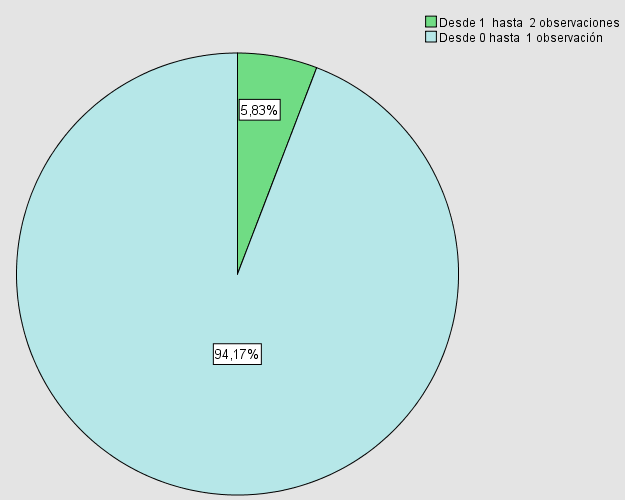 Desde 1 hasta 2 observaciones
Desde 0 hasta 1 observación
5,83%
94,17%